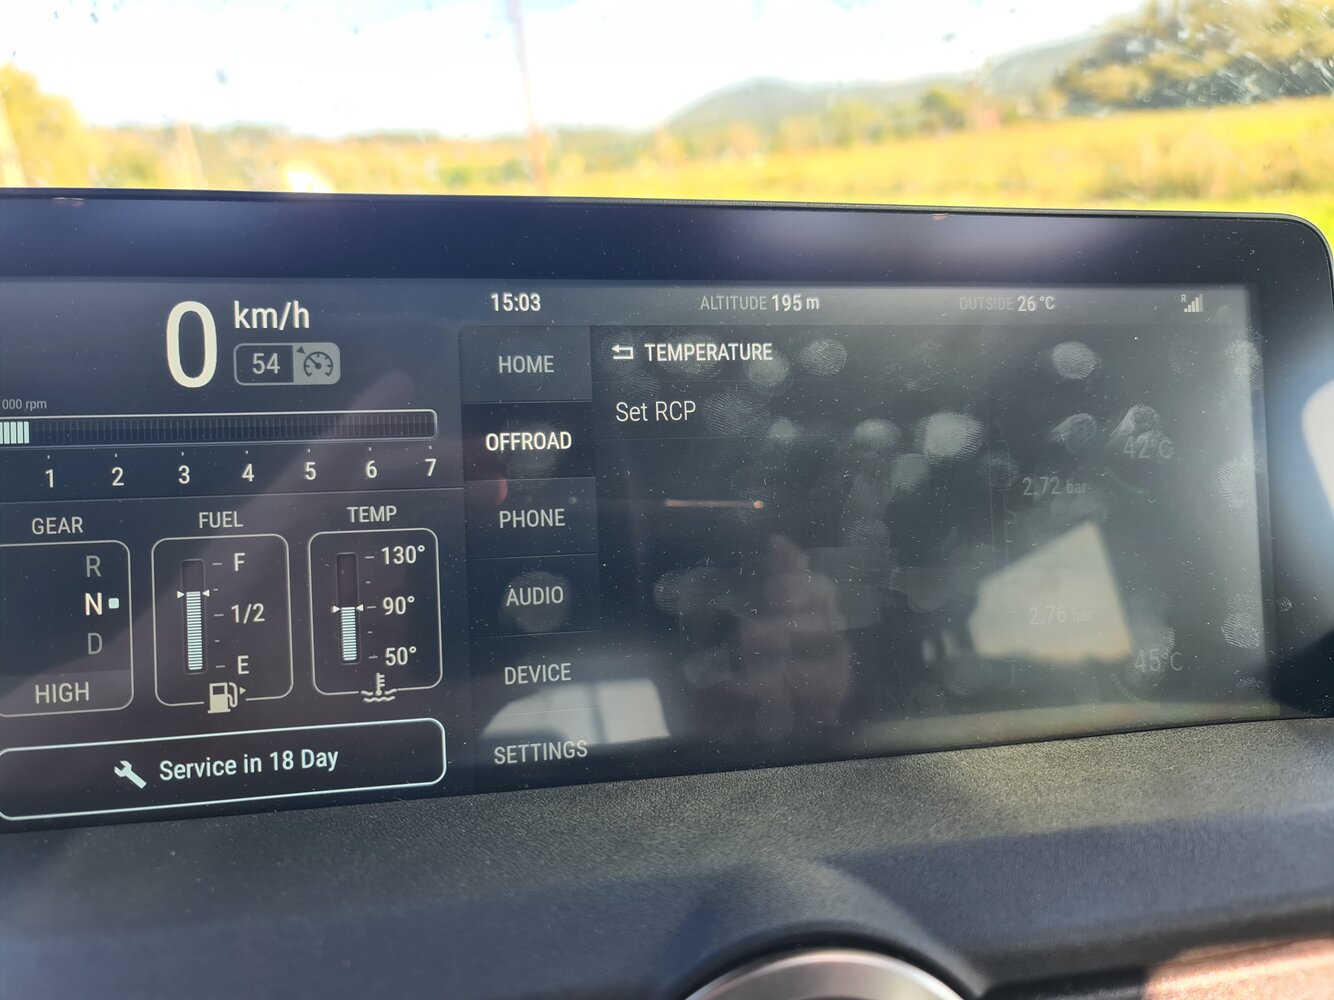 0 km/h
54
000 rpm
1 2 3 4 5 6 7
GEAR
R
N
D
HIGH
FUEL
F
1/2
E
TEMP
130°
90°
50°
Service in 18 Day
15:03
ALTITUDE 195 m
OUTSIDE 26 °C
R
HOME
OFFROAD
PHONE
AUDIO
DEVICE
SETTINGS
TEMPERATURE
Set RCP
42°C
2.72 bar
2.76 bar
45°C